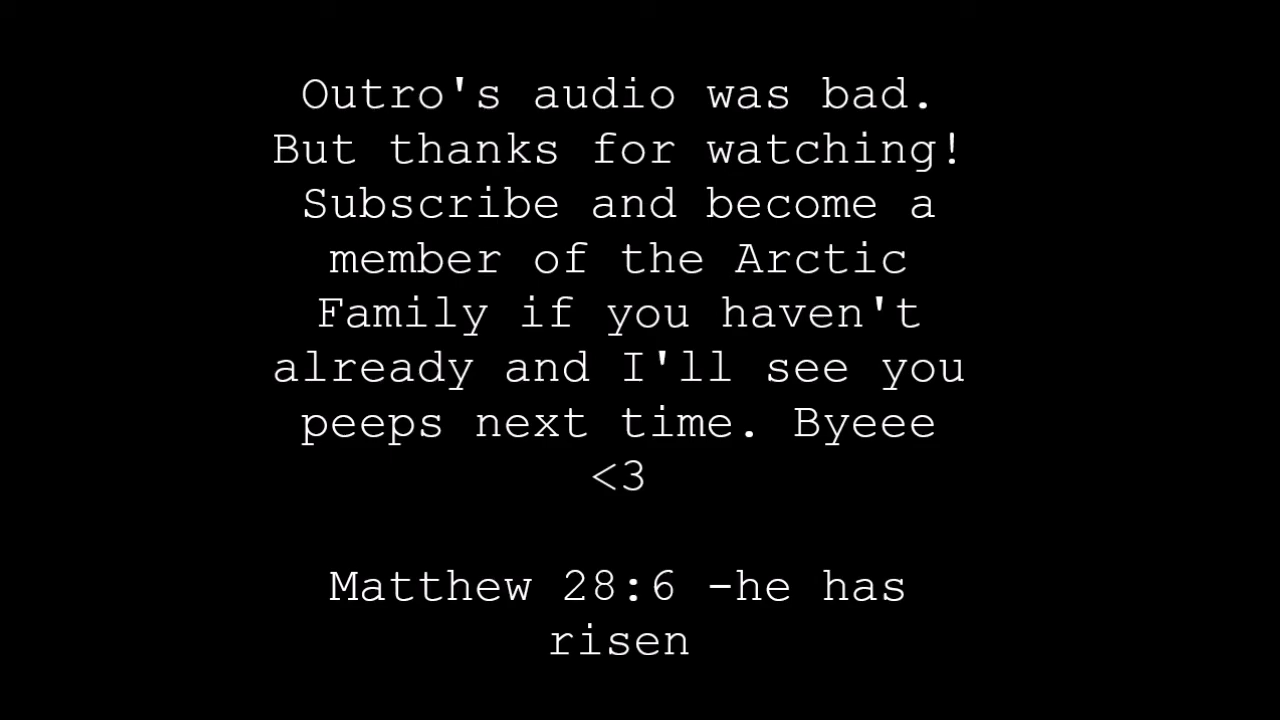 Outro's audio was bad.
But thanks for watching!
Subscribe and become a
member of the Arctic
Family if you haven't
already and I'll see you
peeps next time. Byeee
<3
Matthew 28:6 -he has
risen